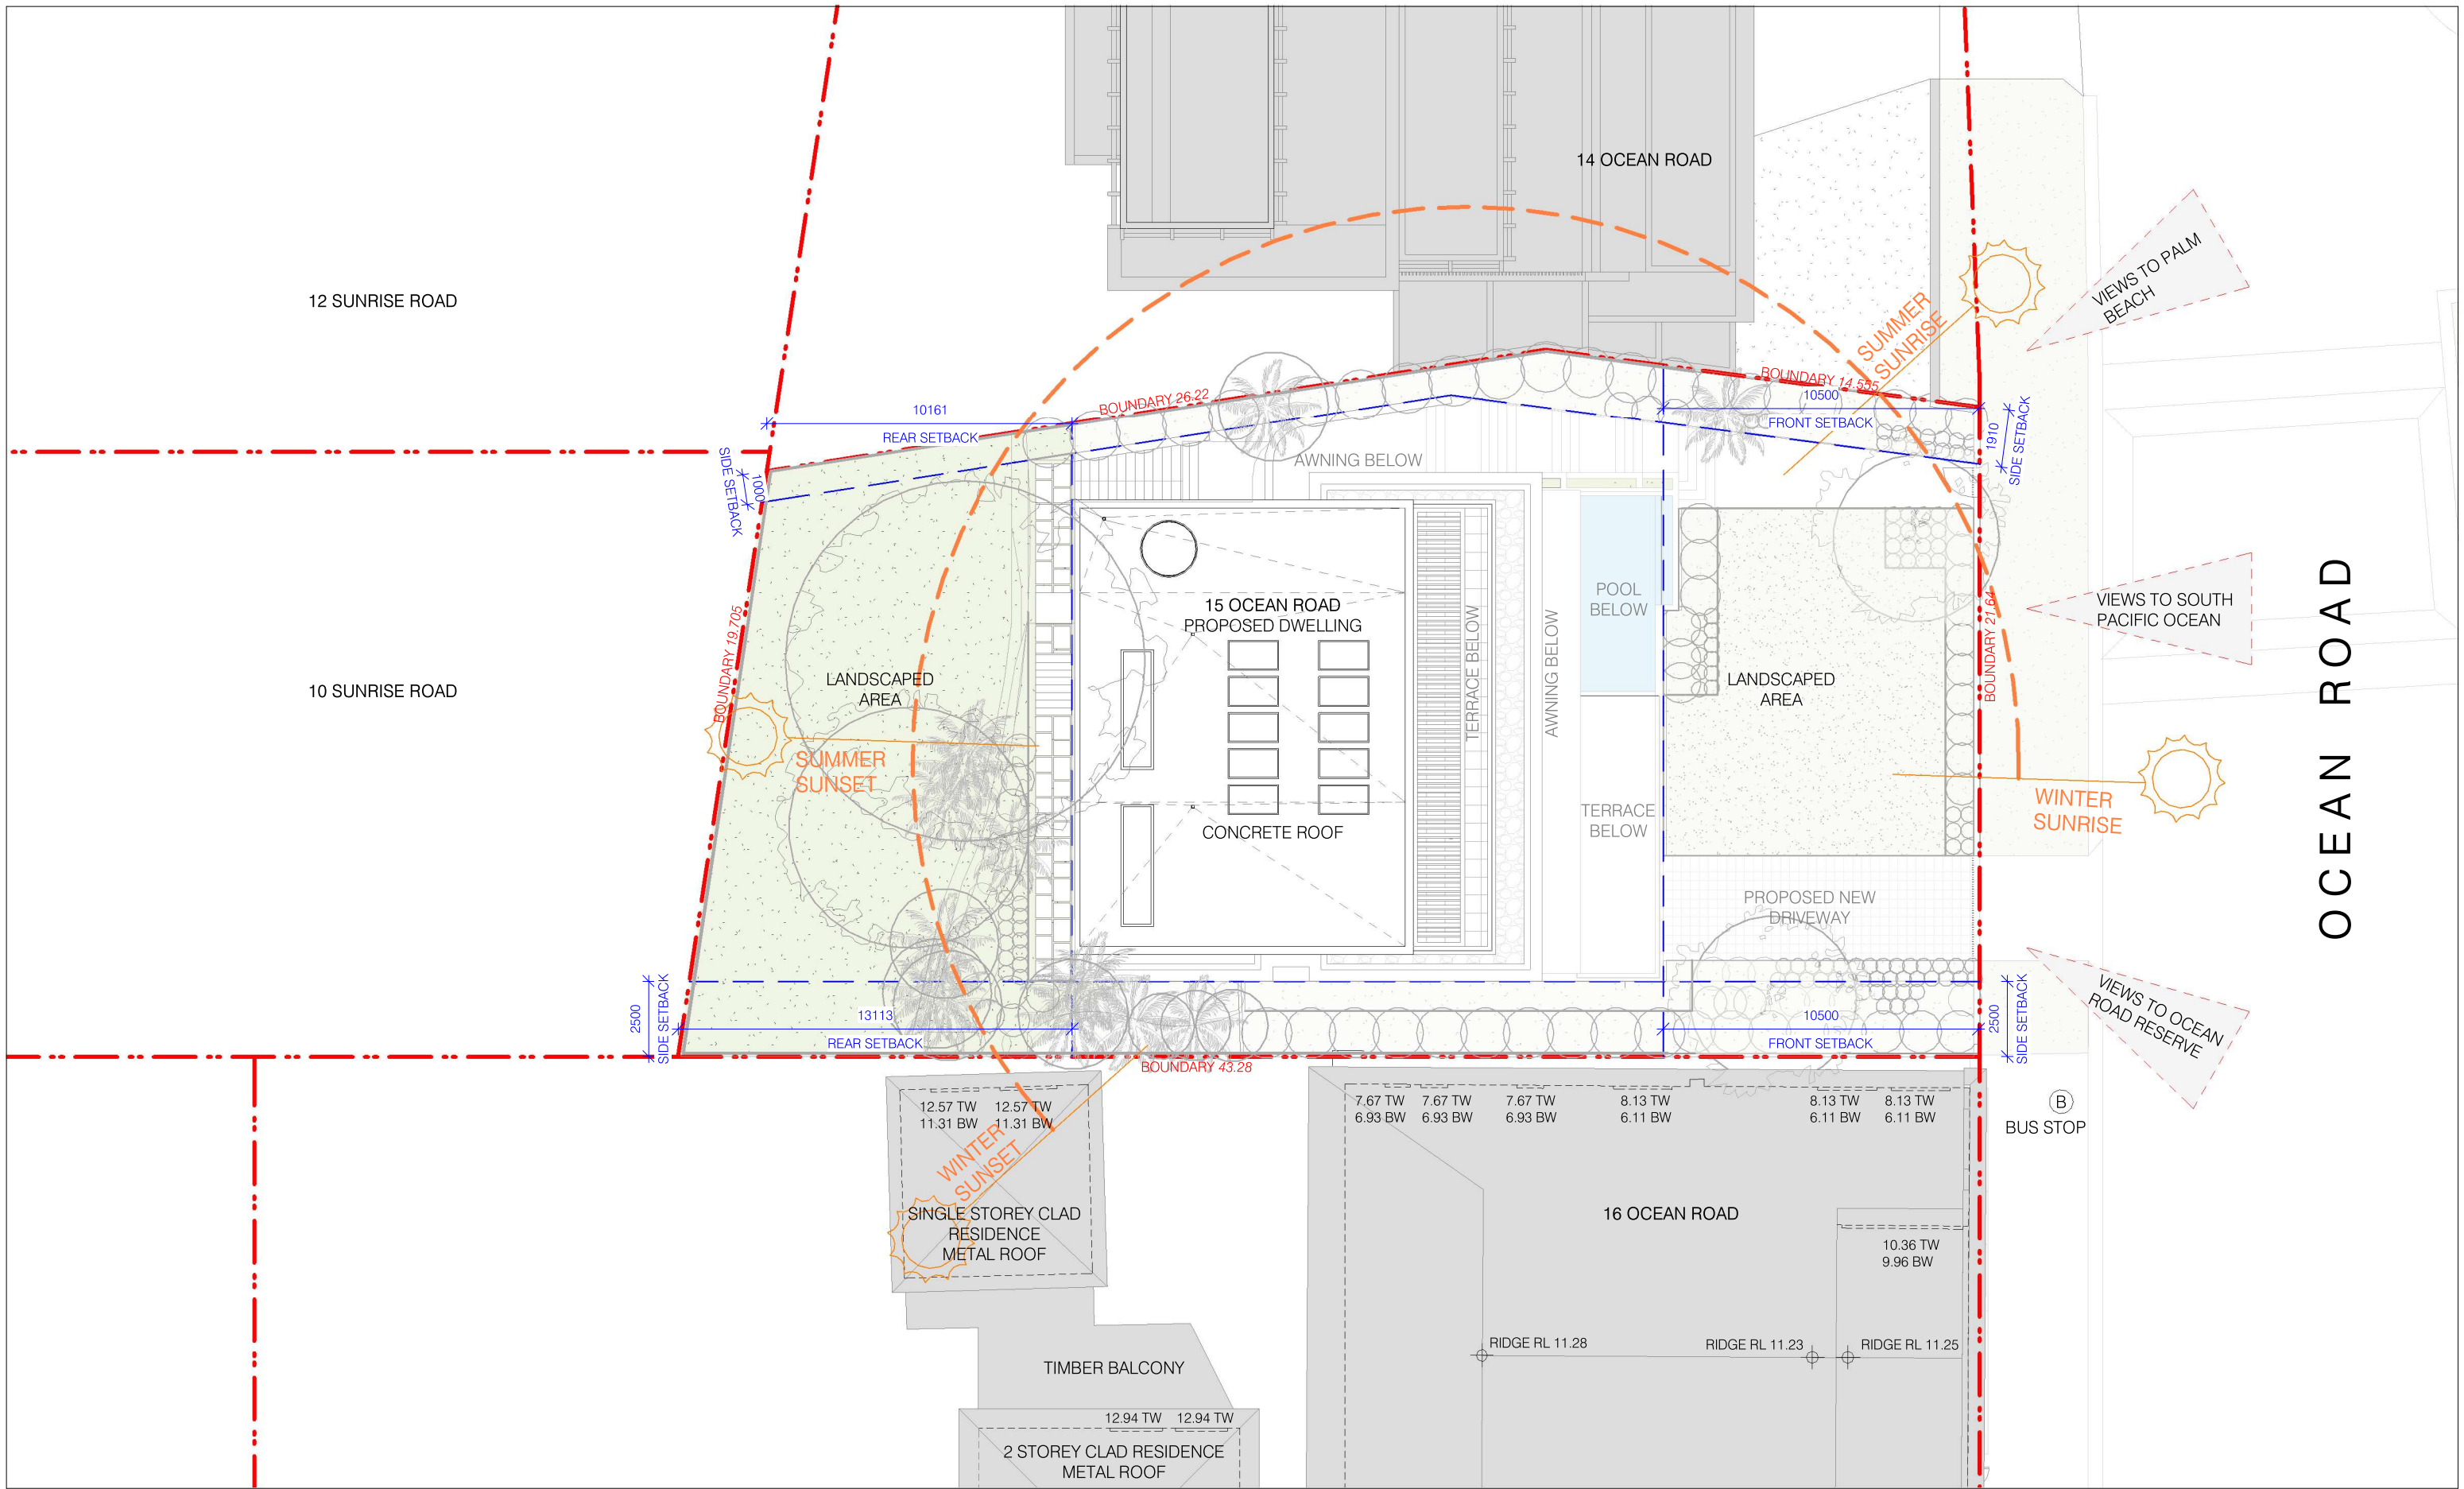 14 OCEAN ROAD
12 SUNRISE ROAD
VIEWS TO PALM
BEACH
SUMMER
SUNRISE
BOUNDARY 14.555
10500
FRONT SETBACK
1910
SIDE SETBACK
BOUNDARY 26.22
10161
REAR SETBACK
SIDE SETBACK
1000
AWNING BELOW
15 OCEAN ROAD
PROPOSED DWELLING
POOL
BELOW
TERRACE BELOW
AWNING BELOW
VIEWS TO SOUTH
PACIFIC OCEAN
BOUNDARY 21.64
OCEAN ROAD
BOUNDARY 19.705
10 SUNRISE ROAD
LANDSCAPED
AREA
LANDSCAPED
AREA
SUMMER
SUNSET
WINTER
SUNRISE
TERRACE
BELOW
CONCRETE ROOF
PROPOSED NEW
DRIVEWAY
2500
SIDE SETBACK
13113
REAR SETBACK
10500
FRONT SETBACK
2500
SIDE SETBACK
VIEWS TO OCEAN
ROAD RESERVE
BOUNDARY 43.28
12.57 TW
11.31 BW
12.57 TW
11.31 BW
7.67 TW
6.93 BW
7.67 TW
6.93 BW
7.67 TW
6.93 BW
8.13 TW
6.11 BW
8.13 TW
6.11 BW
8.13 TW
6.11 BW
B
BUS STOP
WINTER
SUNSET
SINGLE STOREY CLAD
RESIDENCE
METAL ROOF
16 OCEAN ROAD
10.36 TW
9.96 BW
RIDGE RL 11.28
RIDGE RL 11.23
RIDGE RL 11.25
TIMBER BALCONY
12.94 TW
12.94 TW
2 STOREY CLAD RESIDENCE
METAL ROOF